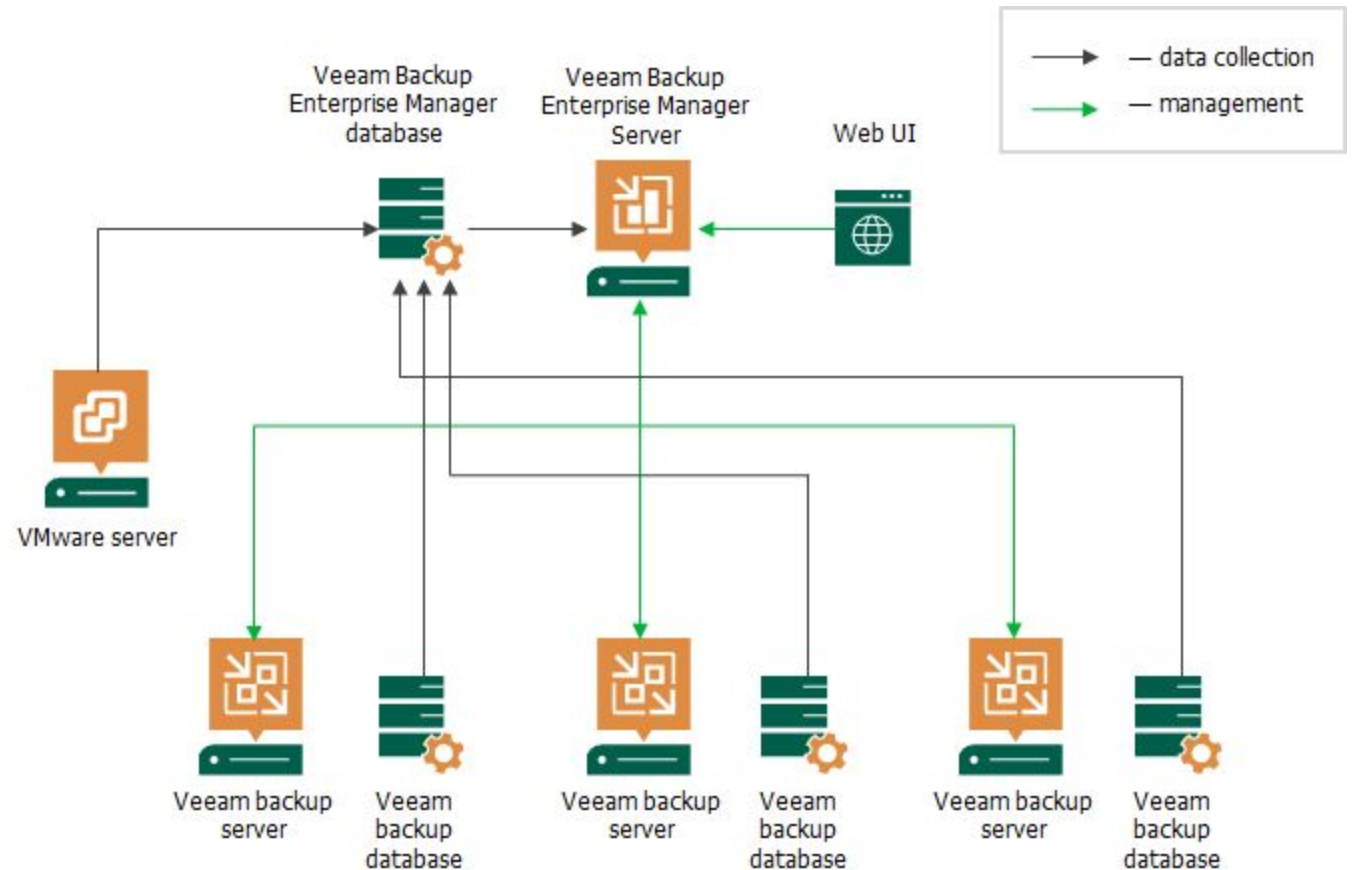 Veeam Backup
Enterprise Manager
database
Veeam Backup
Enterprise Manager
Server
Web UI
— data collection
— management
VMware server
Veeam backup
server
Veeam
backup
database
Veeam backup
server
Veeam
backup
database
Veeam backup
server
Veeam
backup
database